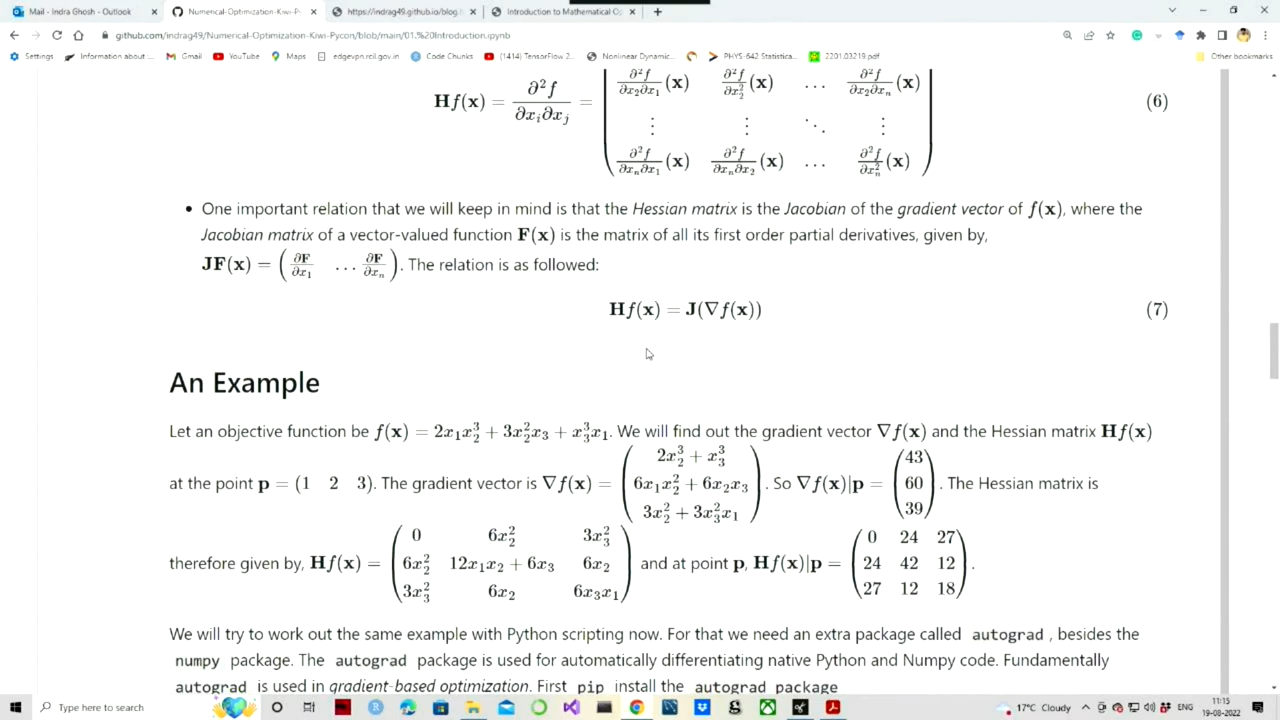 Mail - Indra Ghosh - Outlook
Numerical-Optimization-Kiwi-P
https://indrag49.github.io/blog.
Introduction to Mathematical O
github.com/indrag49/Numerical-Optimization-Kiwi-Pycon/blob/main/01.%20Introduction.ipynb
Settings Information about ... Gmail YouTube Maps edgevpn.rcil.gov.in Code Chunks (1414) TensorFlow 2... Nonlinear Dynamic... PHYS-642 Statistica... 2201.03219.pdf Other bookmarks
Hf(x) = ∂²f/∂xᵢ∂xⱼ = ( ∂²f/∂x₂∂x₁ (x) ∂²f/∂x₂² (x) … ∂²f/∂x₂∂xₙ (x)
⋮ ⋮ ⋱ ⋮
∂²f/∂xₙ∂x₁ (x) ∂²f/∂xₙ∂x₂ (x) … ∂²f/∂xₙ² (x) ) (6)
• One important relation that we will keep in mind is that the Hessian matrix is the Jacobian of the gradient vector of f(x), where the
Jacobian matrix of a vector-valued function F(x) is the matrix of all its first order partial derivatives, given by,
JF(x) = ( ∂F/∂x₁ … ∂F/∂xₙ ). The relation is as followed:
Hf(x) = J(∇f(x)) (7)
An Example
Let an objective function be f(x) = 2x₁x₂³ + 3x₂²x₃ + x₃³x₁. We will find out the gradient vector ∇f(x) and the Hessian matrix Hf(x)
at the point p = (1 2 3). The gradient vector is ∇f(x) = ( 2x₂³ + x₃³ ; 6x₁x₂² + 6x₂x₃ ; 3x₂² + 3x₃²x₁ ). So ∇f(x)|p = ( 43 ; 60 ; 39 ). The Hessian matrix is
therefore given by, Hf(x) = ( 0 6x₂² 3x₃² ; 6x₂² 12x₁x₂ + 6x₃ 6x₂ ; 3x₃² 6x₂ 6x₃x₁ ) and at point p, Hf(x)|p = ( 0 24 27 ; 24 42 12 ; 27 12 18 ).
We will try to work out the same example with Python scripting now. For that we need an extra package called autograd , besides the
numpy package. The autograd package is used for automatically differentiating native Python and Numpy code. Fundamentally
autograd is used in gradient-based optimization. First pip install the autograd package
Type here to search
17°C Cloudy
ENG
11:15
19-08-2022